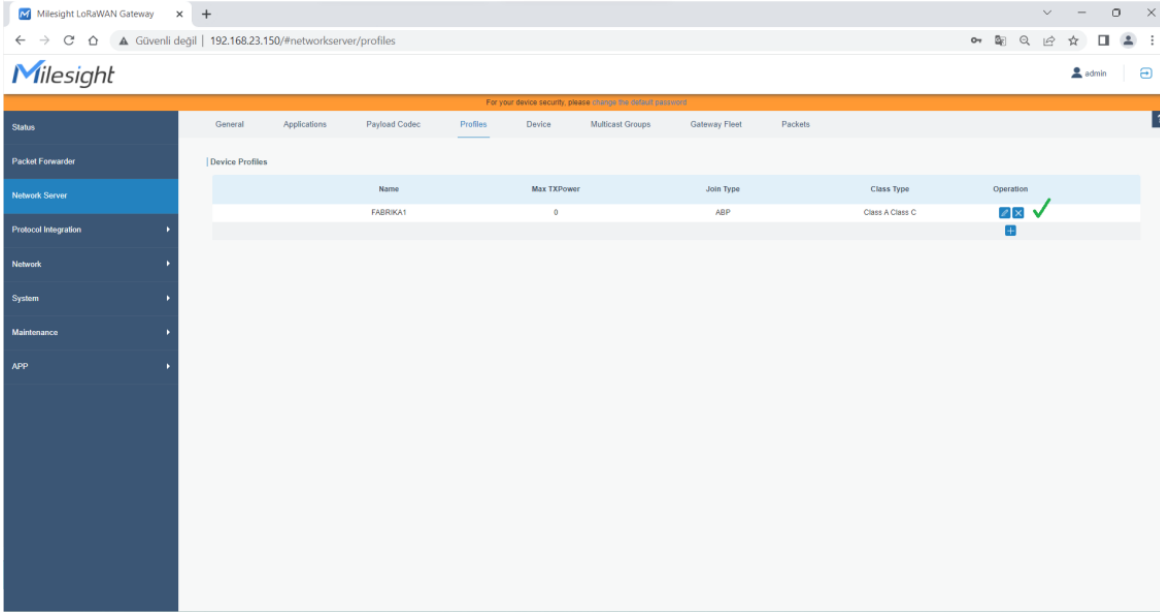 Milesight LoRaWAN Gateway
Güvenli değil | 192.168.23.150/#networkserver/profiles
Milesight
admin
For your device security, please change the default password
Status
Packet Forwarder
Network Server
Protocol Integration
Network
System
Maintenance
APP
General Applications Payload Codec Profiles Device Multicast Groups Gateway Fleet Packets
Device Profiles
Name Max TXPower Join Type Class Type Operation
FABRIKA1 0 ABP Class A Class C